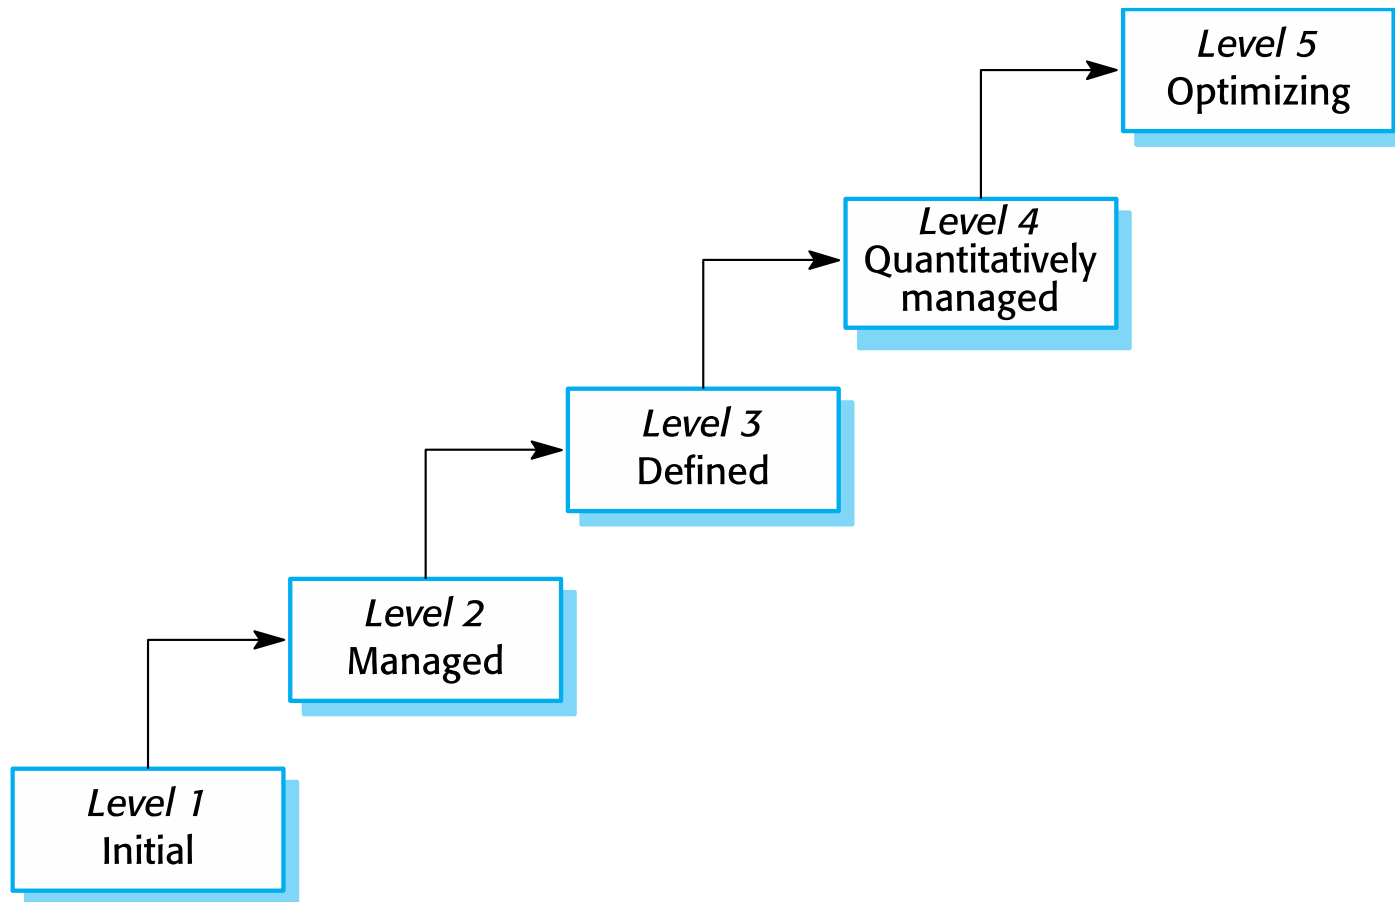 Level 5
Optimizing
Level 4
Quantitatively
managed
Level 3
Defined
Level 2
Managed
Level 1
Initial